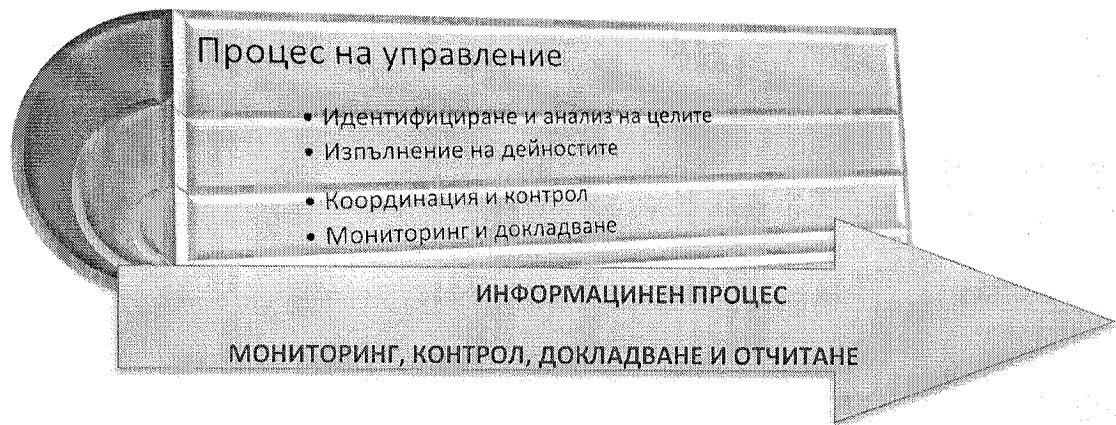 Процес на управление
• Идентифициране и анализ на целите
• Изпълнение на дейностите
• Координация и контрол
• Мониторинг и докладване
ИНФОРМАЦИНЕН ПРОЦЕС
МОНИТОРИНГ, КОНТРОЛ, ДОКЛАДВАНЕ И ОТЧИТАНЕ